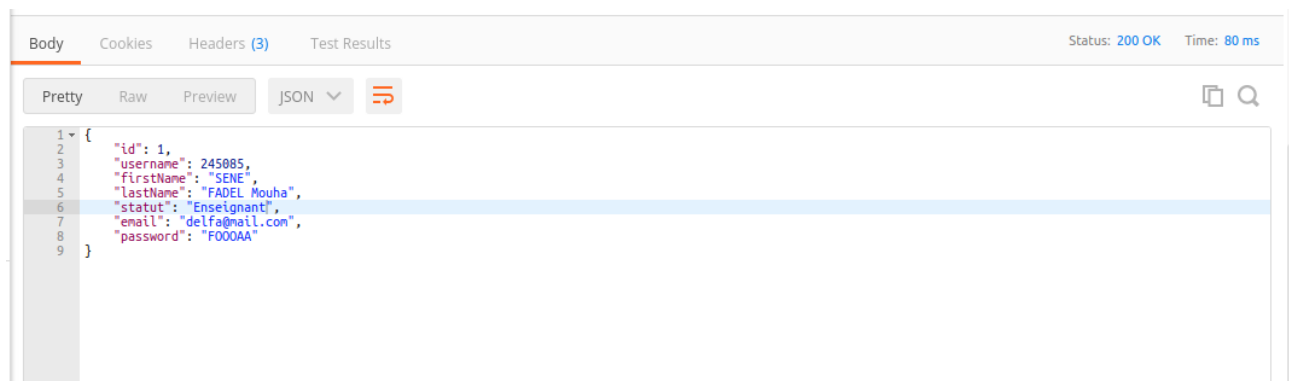 Body Cookies Headers (3) Test Results Status: 200 OK Time: 80 ms
Pretty Raw Preview JSON
1 {
2 "id": 1,
3 "username": 245085,
4 "firstName": "SENE",
5 "lastName": "FADEL Mouha",
6 "statut": "Enseignant",
7 "email": "delfa@mail.com",
8 "password": "FOOOAA"
9 }